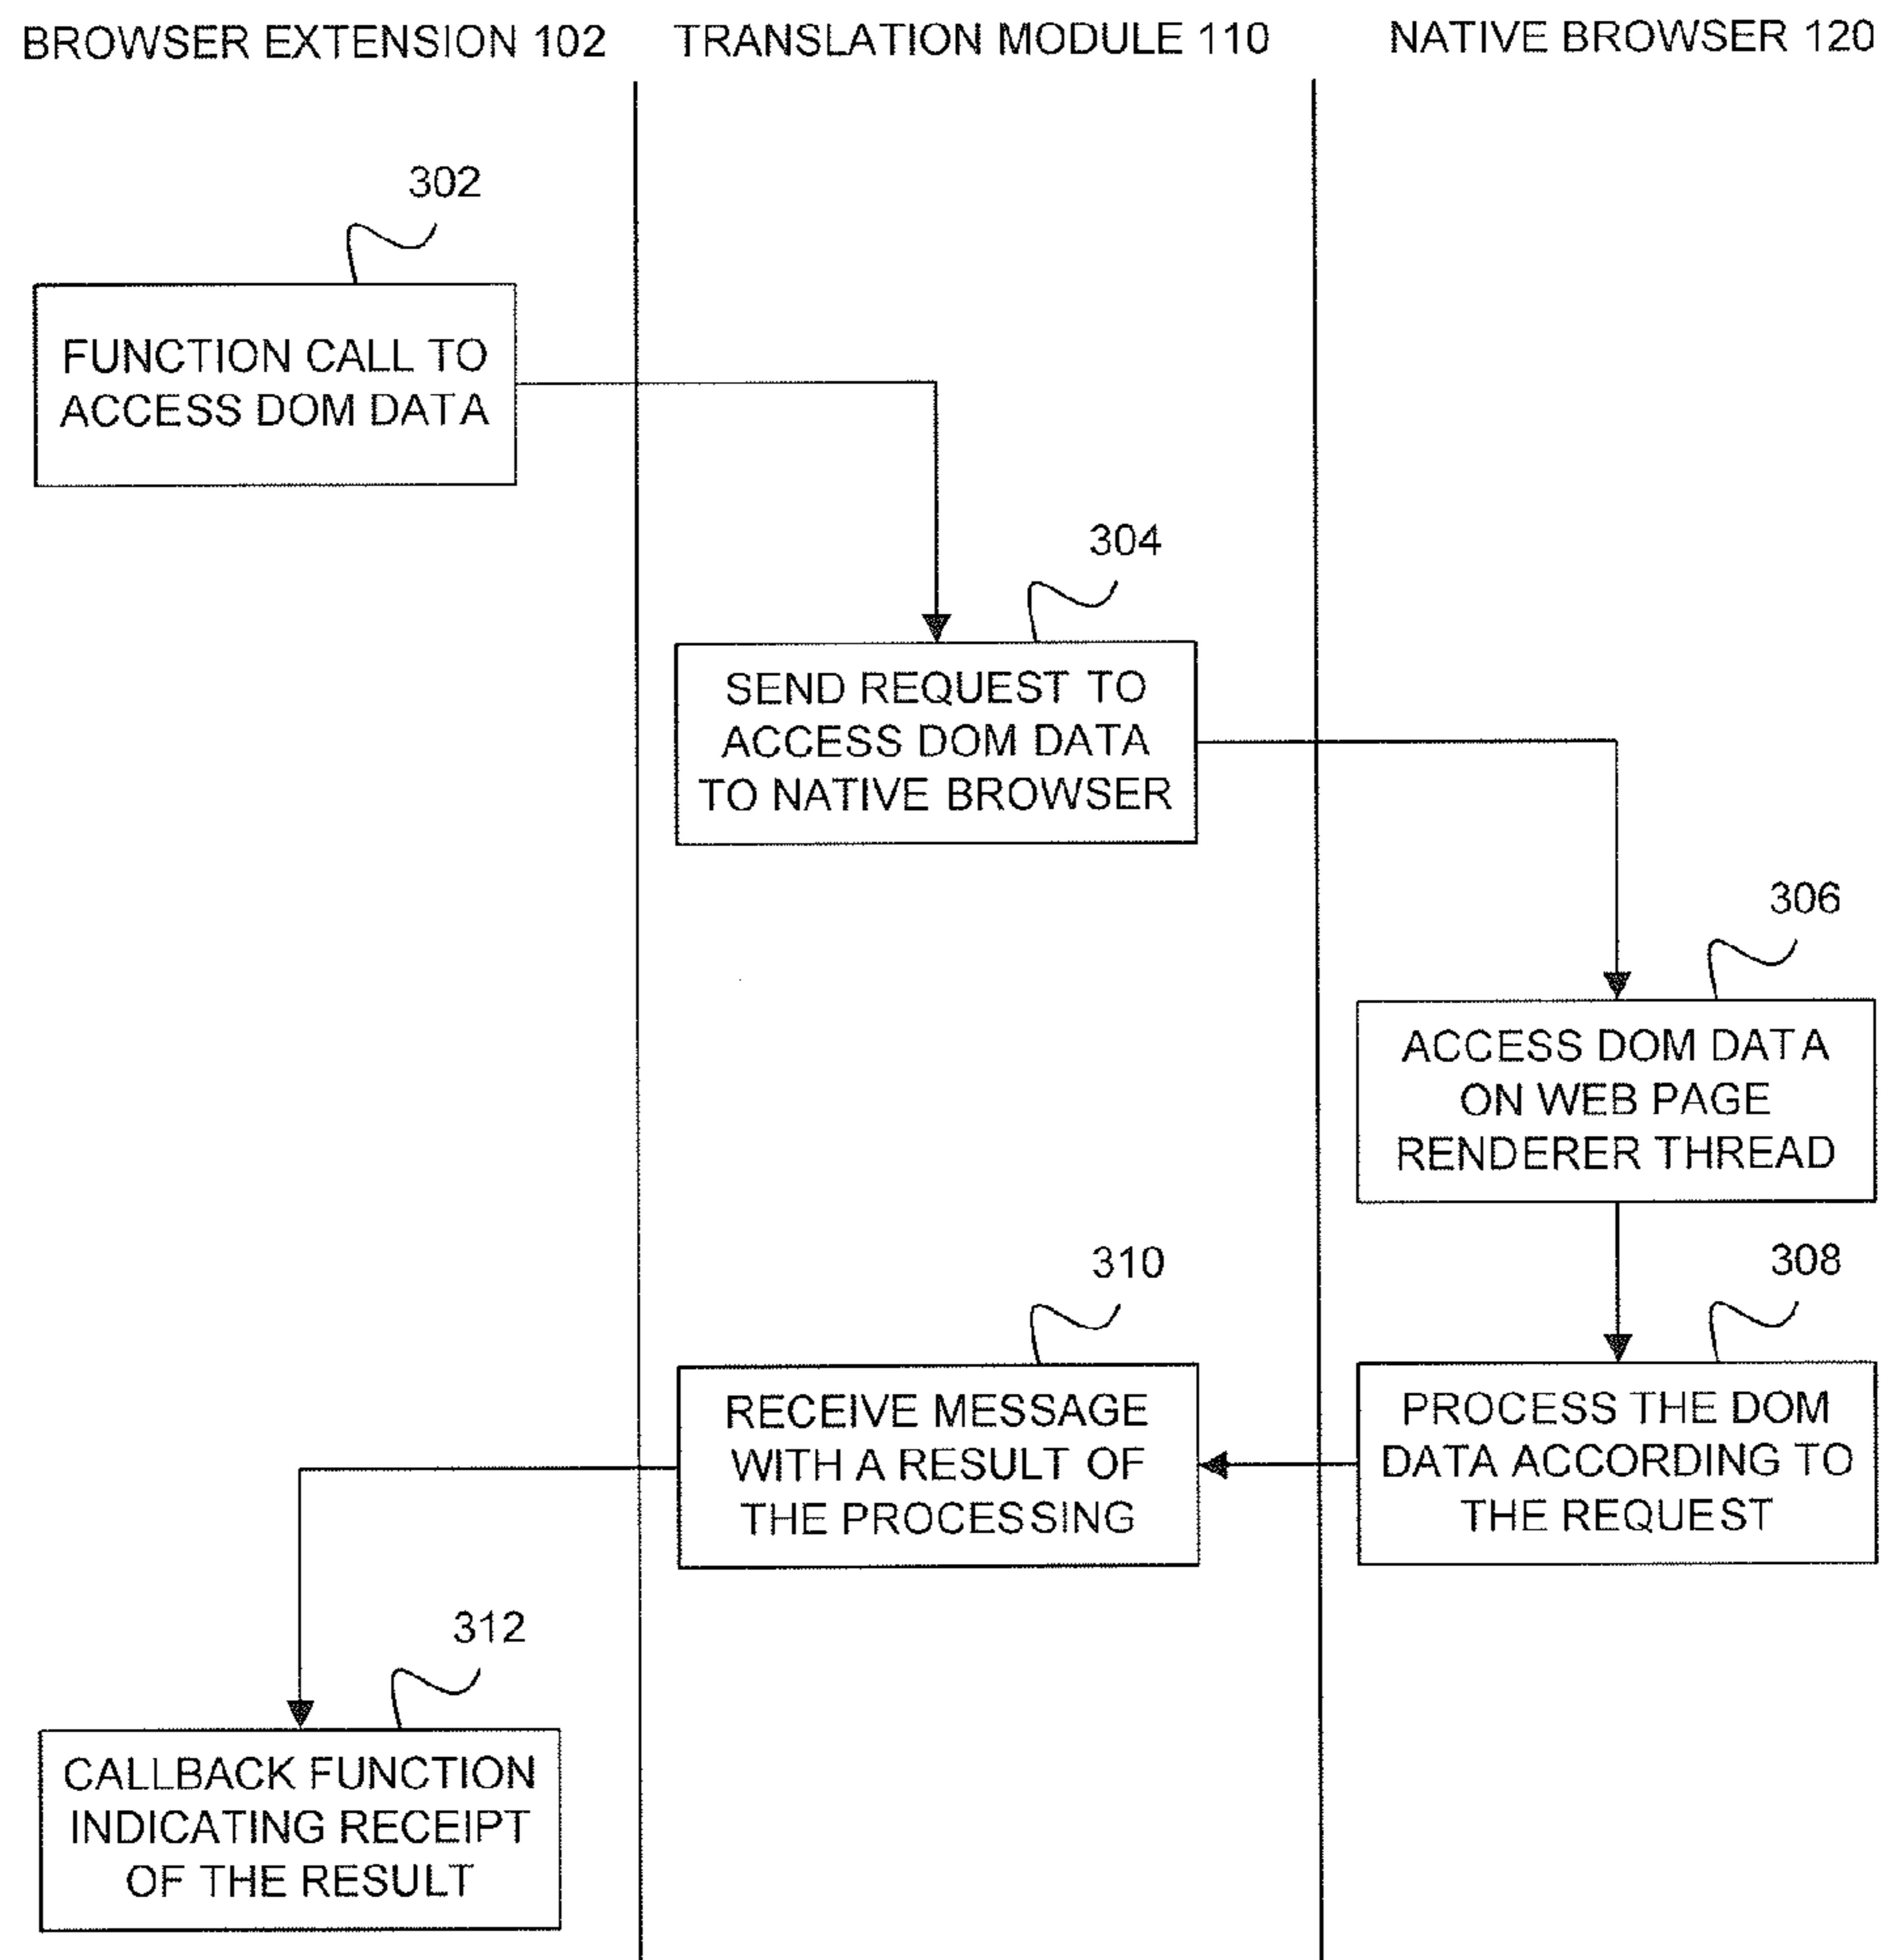 BROWSER EXTENSION 102
TRANSLATION MODULE 110
NATIVE BROWSER 120
302
FUNCTION CALL TO
ACCESS DOM DATA
304
SEND REQUEST TO
ACCESS DOM DATA
TO NATIVE BROWSER
306
ACCESS DOM DATA
ON WEB PAGE
RENDERER THREAD
308
PROCESS THE DOM
DATA ACCORDING TO
THE REQUEST
310
RECEIVE MESSAGE
WITH A RESULT OF
THE PROCESSING
312
CALLBACK FUNCTION
INDICATING RECEIPT
OF THE RESULT